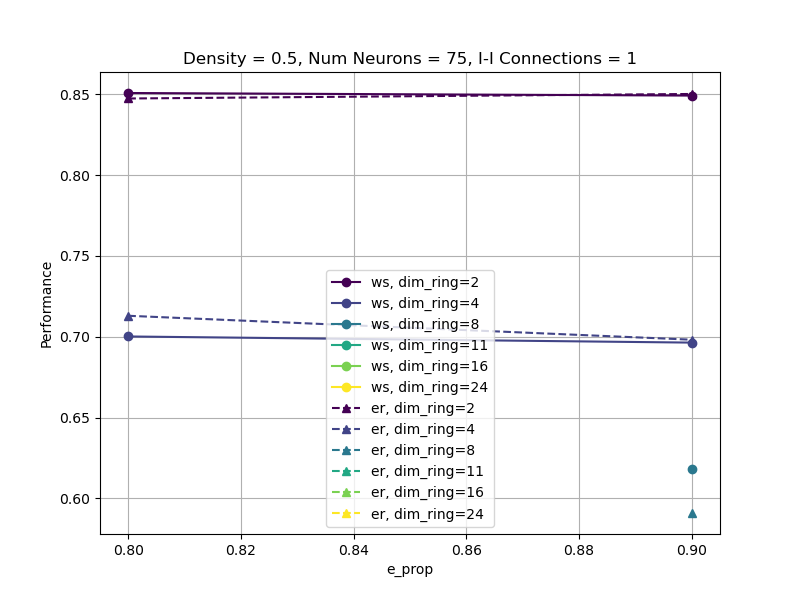 Density = 0.5, Num Neurons = 75, I-I Connections = 1
Performance
0.85
0.80
0.75
0.70
0.65
0.60
ws, dim_ring=2
ws, dim_ring=4
ws, dim_ring=8
ws, dim_ring=11
ws, dim_ring=16
ws, dim_ring=24
er, dim_ring=2
er, dim_ring=4
er, dim_ring=8
er, dim_ring=11
er, dim_ring=16
er, dim_ring=24
0.80 0.82 0.84 0.86 0.88 0.90
e_prop